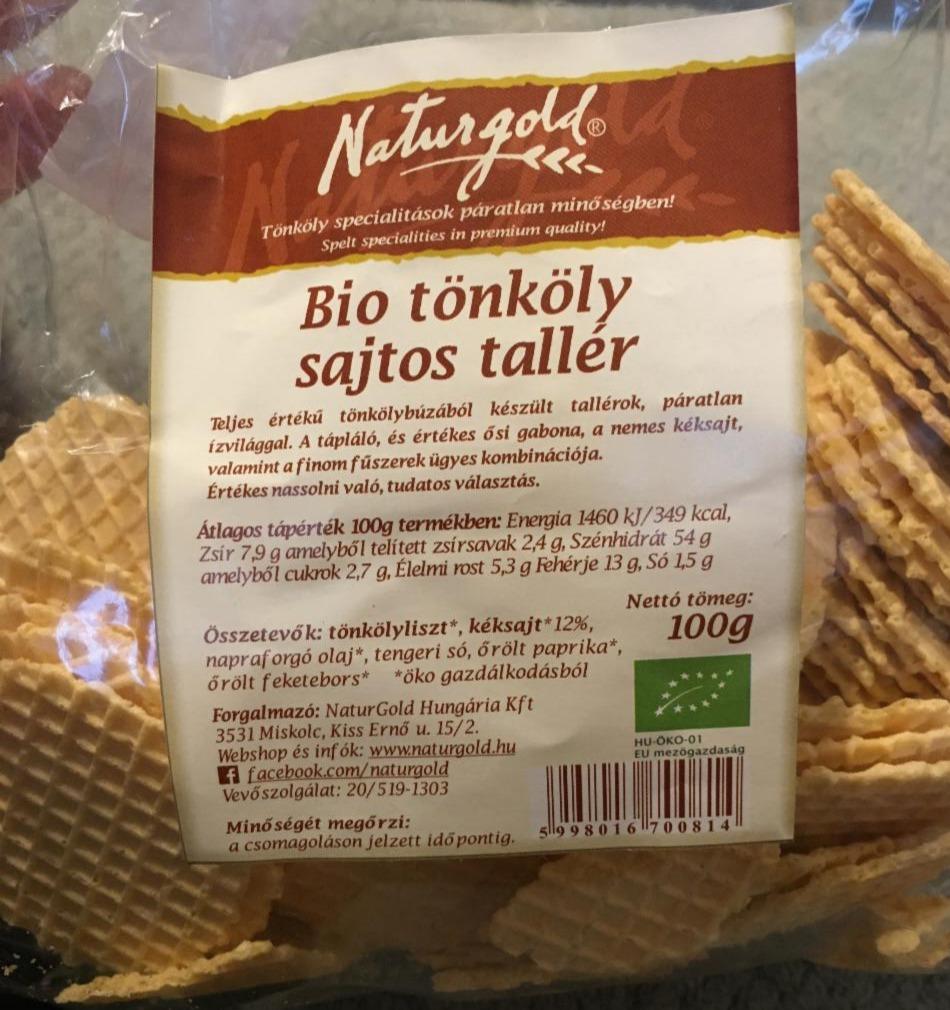 Naturgold®
Tönköly specialitások páratlan minőségben!
Spelt specialities in premium quality!
Bio tönköly
sajtos tallér
Teljes értékű tönkölybúzából készült tallérok, páratlan
ízvilággal. A tápláló, és értékes ősi gabona, a nemes kéksajt,
valamint a finom fűszerek ügyes kombinációja.
Értékes nassolni való, tudatos választás.
Átlagos tápérték 100g termékben: Energia 1460 kJ/349 kcal,
Zsír 7,9 g amelyből telített zsírsavak 2,4 g, Szénhidrát 54 g
amelyből cukrok 2,7 g, Élelmi rost 5,3 g Fehérje 13 g, Só 1,5 g
Nettó tömeg:
100g
Összetevők: tönkölyliszt*, kéksajt*12%,
napraforgó olaj*, tengeri só, őrölt paprika*,
őrölt feketebors* *öko gazdálkodásból
Forgalmazó: NaturGold Hungária Kft
3531 Miskolc, Kiss Ernő u. 15/2.
Webshop és infók: www.naturgold.hu
f facebook.com/naturgold
Vevőszolgálat: 20/519-1303
HU-ÖKO-01
EU mezőgazdaság
Minőségét megőrzi:
a csomagoláson jelzett időpontig.
5 998016 700814